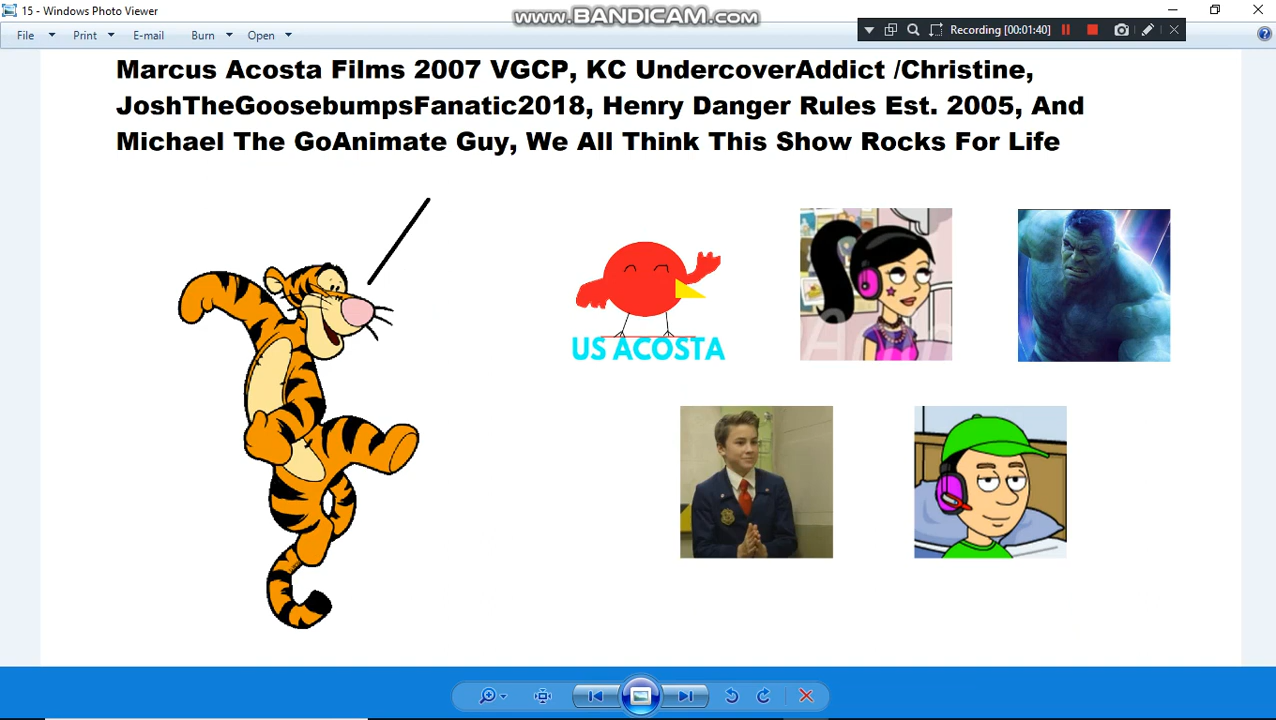 15 - Windows Photo Viewer
www.BANDICAM.com
File Print E-mail Burn Open
Recording [00:01:40]
Marcus Acosta Films 2007 VGCP, KC UndercoverAddict /Christine,
JoshTheGoosebumpsFanatic2018, Henry Danger Rules Est. 2005, And
Michael The GoAnimate Guy, We All Think This Show Rocks For Life
US ACOSTA